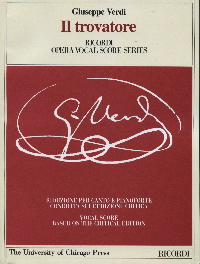 Giuseppe Verdi
Il trovatore
RICORDI
OPERA VOCAL SCORE SERIES
G. Verdi
RIDUZIONE PER CANTO E PIANOFORTE
CONDOTTA SULL'EDIZIONE CRITICA
VOCAL SCORE
BASED ON THE CRITICAL EDITION
The University of Chicago Press
RICORDI